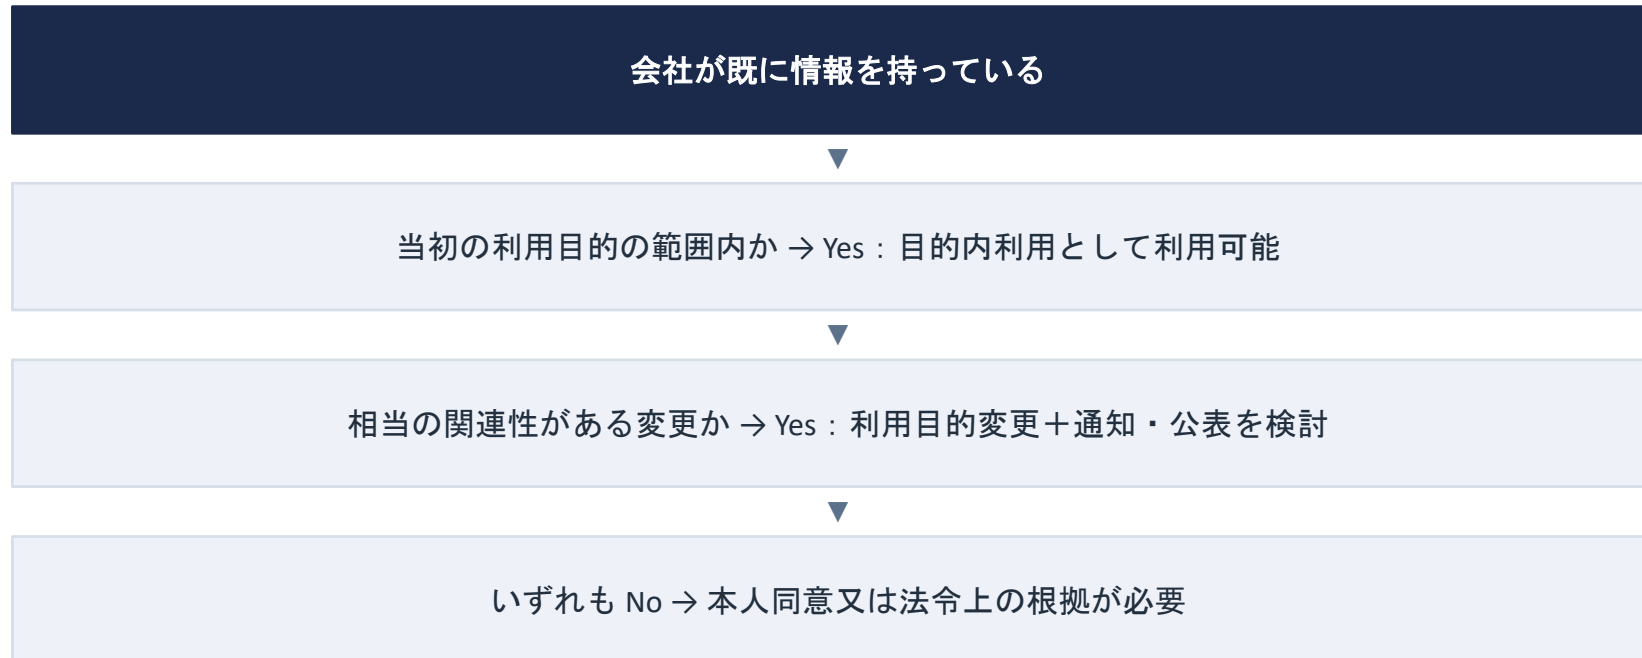 会社が既に情報を持っている
▼
当初の利用目的の範囲内か → Yes：目的内利用として利用可能
▼
相当の関連性がある変更か → Yes：利用目的変更＋通知・公表を検討
▼
いずれも No → 本人同意又は法令上の根拠が必要